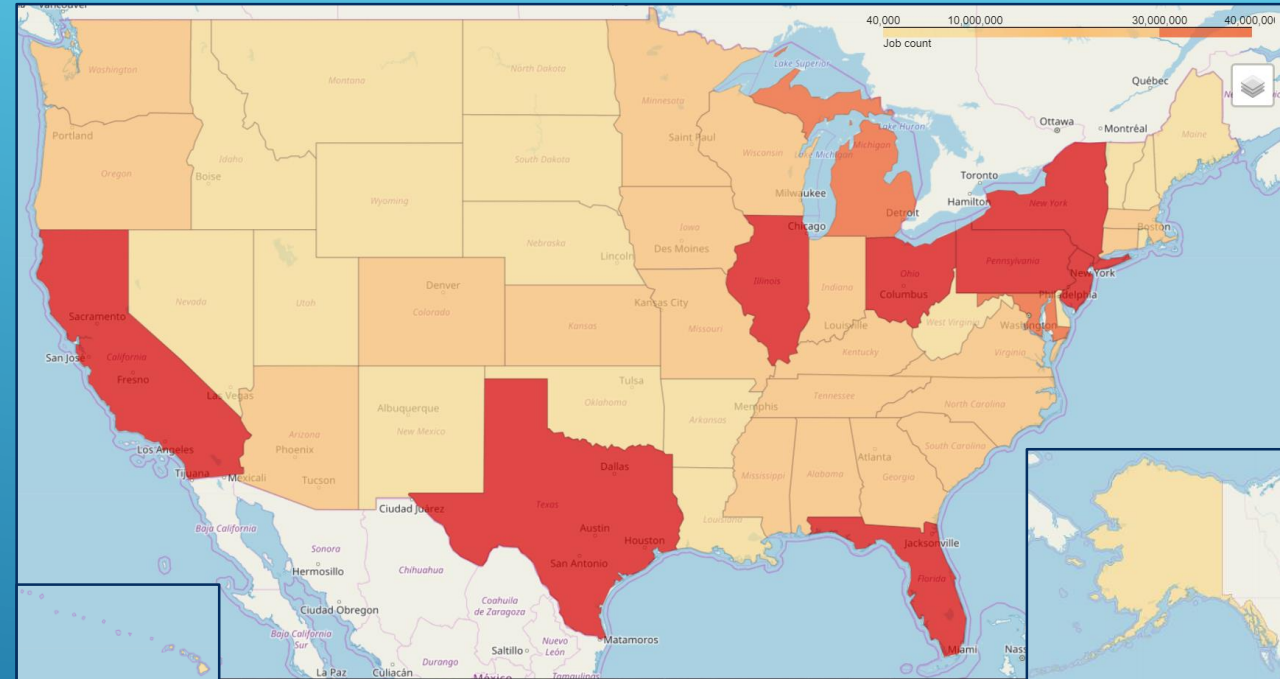 Vancouver
40,000
10,000,000
30,000,000
40,000,000
Job count
Washington
Montana
North Dakota
Minnesota
Lake Superior
Québec
Ottawa
Montréal
Portland
Oregon
Idaho
Boise
Wyoming
South Dakota
Saint Paul
Wisconsin
Lake Michigan
Michigan
Lake Huron
Maine
Toronto
Hamilton
Milwaukee
Detroit
New York
Boston
Chicago
Iowa
Des Moines
Nebraska
Lincoln
Nevada
Utah
Denver
Colorado
Kansas
Kansas City
Missouri
Illinois
Indiana
Ohio
Columbus
Pennsylvania
New York
Philadelphia
Sacramento
San Jose
California
Fresno
Las Vegas
Louisville
Kentucky
West Virginia
Washington
Virginia
Los Angeles
Tijuana
Mexicali
Arizona
Phoenix
Tucson
Albuquerque
New Mexico
Tulsa
Oklahoma
Arkansas
Memphis
Tennessee
North Carolina
South Carolina
Atlanta
Georgia
Alabama
Mississippi
Louisiana
Dallas
Texas
Austin
Houston
San Antonio
Ciudad Juárez
Jacksonville
Florida
Miami
Nass
Baja California
Sonora
Hermosillo
Chihuahua
Ciudad Obregon
Baja California
Sur
La Paz
Culiacán
Durango
Coahuila
de Zaragoza
Saltillo
Nuevo
León
Matamoros
Tamaulipas
México